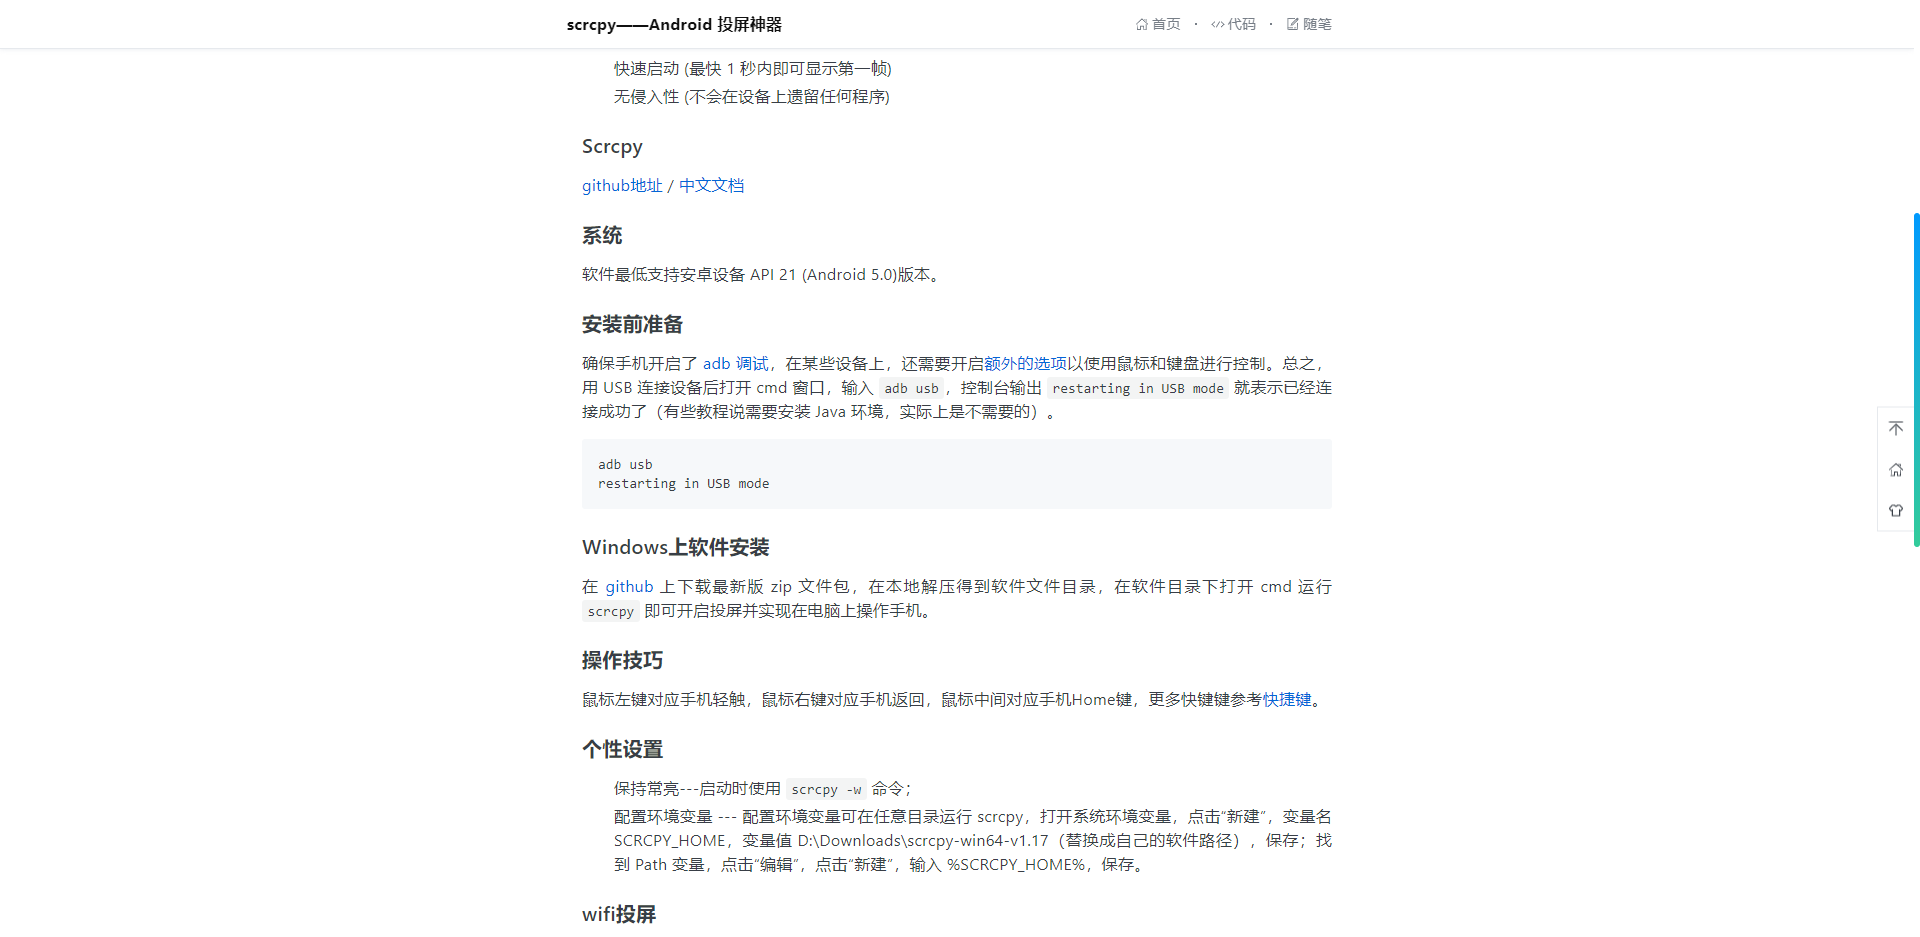 scrcpy——Android 投屏神器
首页 · 代码 · 随笔
快速启动 (最快 1 秒内即可显示第一帧)
无侵入性 (不会在设备上遗留任何程序)
Scrcpy
github地址 / 中文文档
系统
软件最低支持安卓设备 API 21 (Android 5.0)版本。
安装前准备
确保手机开启了 adb 调试，在某些设备上，还需要开启额外的选项以使用鼠标和键盘进行控制。总之，
用 USB 连接设备后打开 cmd 窗口，输入 adb usb，控制台输出 restarting in USB mode 就表示已经连
接成功了（有些教程说需要安装 Java 环境，实际上是不需要的）。
adb usb
restarting in USB mode
Windows上软件安装
在 github 上下载最新版 zip 文件包，在本地解压得到软件文件目录，在软件目录下打开 cmd 运行
scrcpy 即可开启投屏并实现在电脑上操作手机。
操作技巧
鼠标左键对应手机轻触，鼠标右键对应手机返回，鼠标中间对应手机Home键，更多快键键参考快捷键。
个性设置
保持常亮---启动时使用 scrcpy -w 命令；
配置环境变量 --- 配置环境变量可在任意目录运行 scrcpy，打开系统环境变量，点击“新建”，变量名
SCRCPY_HOME，变量值 D:\Downloads\scrcpy-win64-v1.17（替换成自己的软件路径），保存；找
到 Path 变量，点击“编辑”，点击“新建”，输入 %SCRCPY_HOME%，保存。
wifi投屏